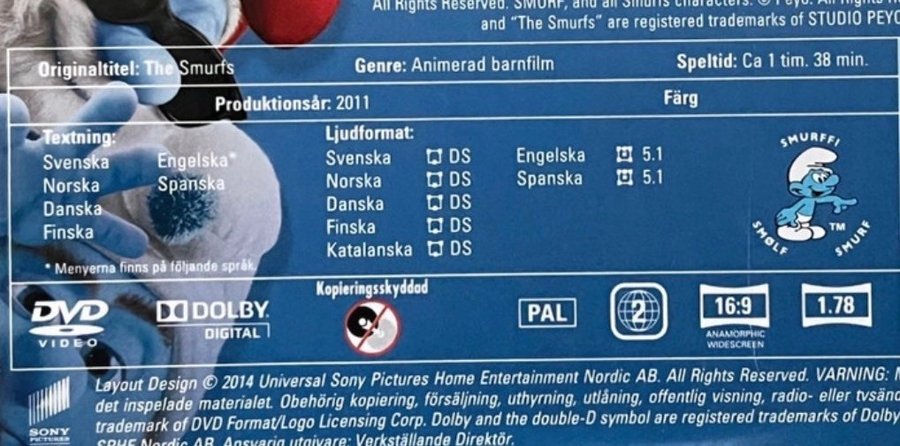 All Rights Reserved. SMURF, and all Smurfs characters: © Peyo. All Rights
and "The Smurfs" are registered trademarks of STUDIO PEYO
Originaltitel: The Smurfs Genre: Animerad barnfilm Speltid: Ca 1 tim. 38 min.
Produktionsår: 2011 Färg
Textning: Ljudformat:
Svenska Engelska* Svenska DS Engelska 5.1
Norska Spanska Norska DS Spanska 5.1
Danska Danska DS
Finska Finska DS
Katalanska DS
* Menyerna finns på följande språk.
SMURFFI
SMØLF SMURF
TM
Kopieringsskyddad
DVD VIDEO
DOLBY DIGITAL
PAL
2
16:9
ANAMORPHIC
WIDESCREEN
1.78
Layout Design © 2014 Universal Sony Pictures Home Entertainment Nordic AB. All Rights Reserved. VARNING:
det inspelade materialet. Obehörig kopiering, försäljning, uthyrning, utlåning, offentlig visning, radio- eller tvsänd
trademark of DVD Format/Logo Licensing Corp. Dolby and the double-D symbol are registered trademarks of Dolby
SPHE Nordic AB. Ansvarig utgivare: Verkställande Direktör.
SONY
PICTURES